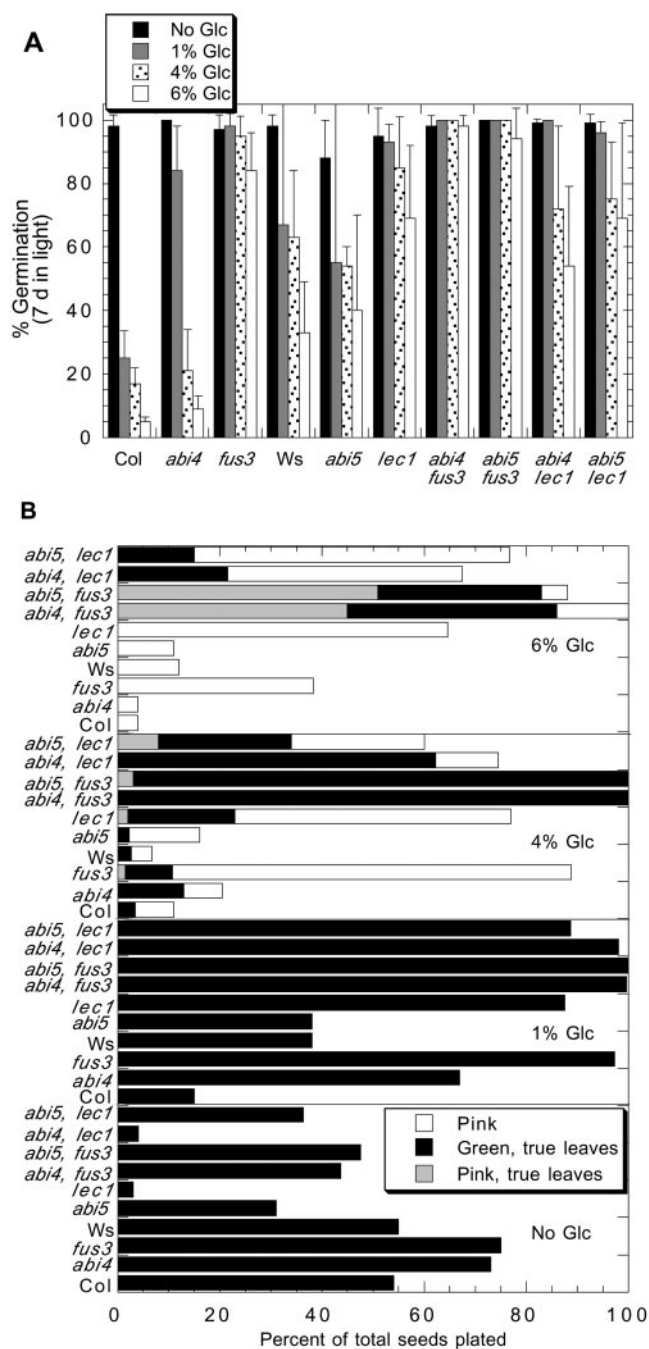 A
No Glc
1% Glc
4% Glc
6% Glc
% Germination
(7 d in light)
100
80
60
40
20
0
Col abi4 fus3 Ws abi5 lec1 abi4 abi5 abi4 abi5
fus3 fus3 lec1 lec1
B
abi5, lec1
abi4, lec1
abi5, fus3
abi4, fus3
lec1
6% Glc
abi5
Ws
fus3
abi4
Col
abi5, lec1
abi4, lec1
abi5, fus3
abi4, fus3
lec1
abi5
4% Glc
Ws
fus3
abi4
Col
abi5, lec1
abi4, lec1
abi5, fus3
abi4, fus3
lec1
abi5
1% Glc
Ws
fus3
abi4
Col
abi5, lec1
abi4, lec1
abi5, fus3
abi4, fus3
lec1
abi5
Ws
No Glc
fus3
abi4
Col
Pink
Green, true leaves
Pink, true leaves
0 20 40 60 80 100
Percent of total seeds plated